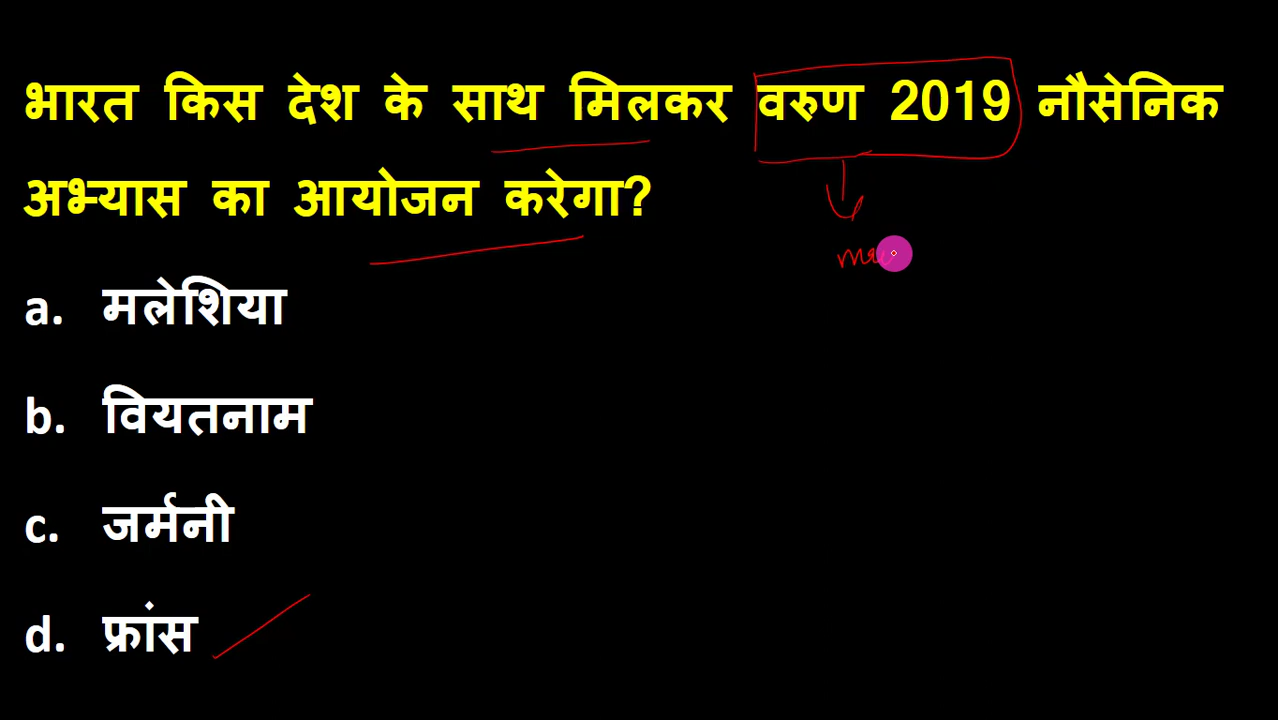 भारत किस देश के साथ मिलकर वरुण 2019 नौसेनिक
अभ्यास का आयोजन करेगा?
a. मलेशिया
b. वियतनाम
c. जर्मनी
d. फ्रांस